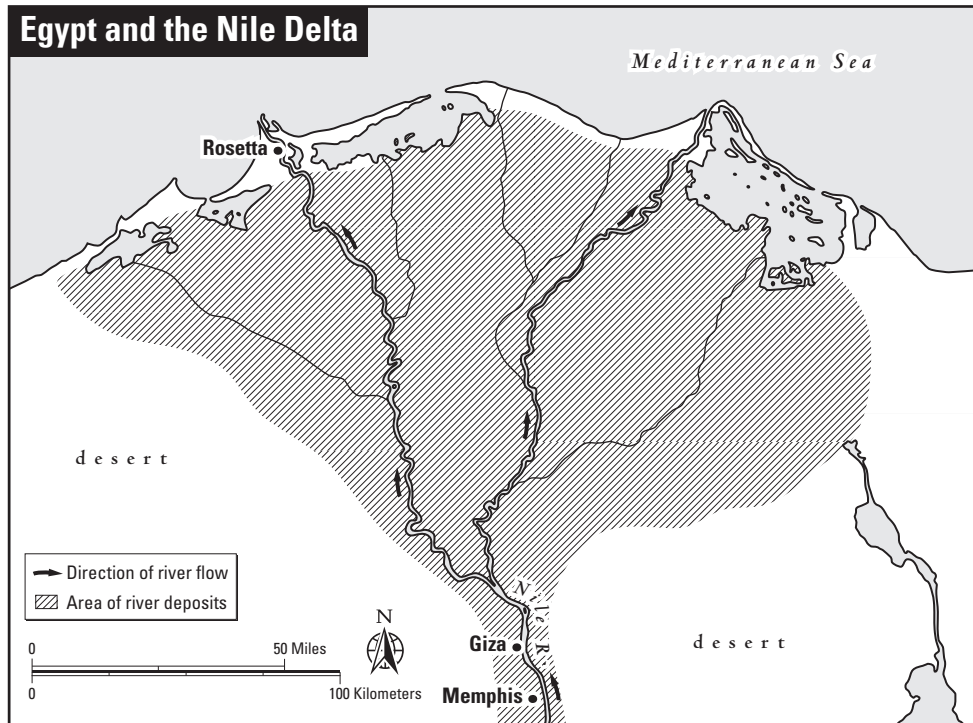 Egypt and the Nile Delta
Mediterranean Sea
Rosetta
desert
Direction of river flow
Area of river deposits
N
Nile R.
Giza
desert
0 50 Miles
0 100 Kilometers
Memphis